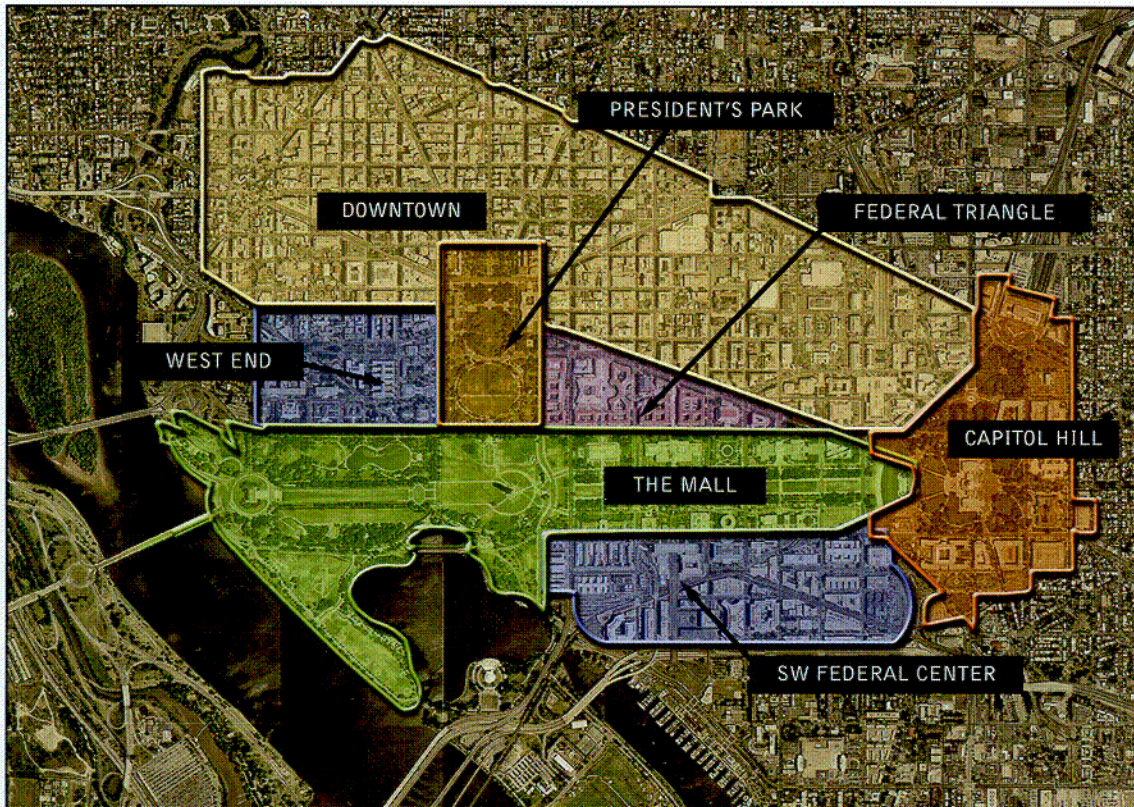 PRESIDENT'S PARK
DOWNTOWN
FEDERAL TRIANGLE
WEST END
CAPITOL HILL
THE MALL
SW FEDERAL CENTER